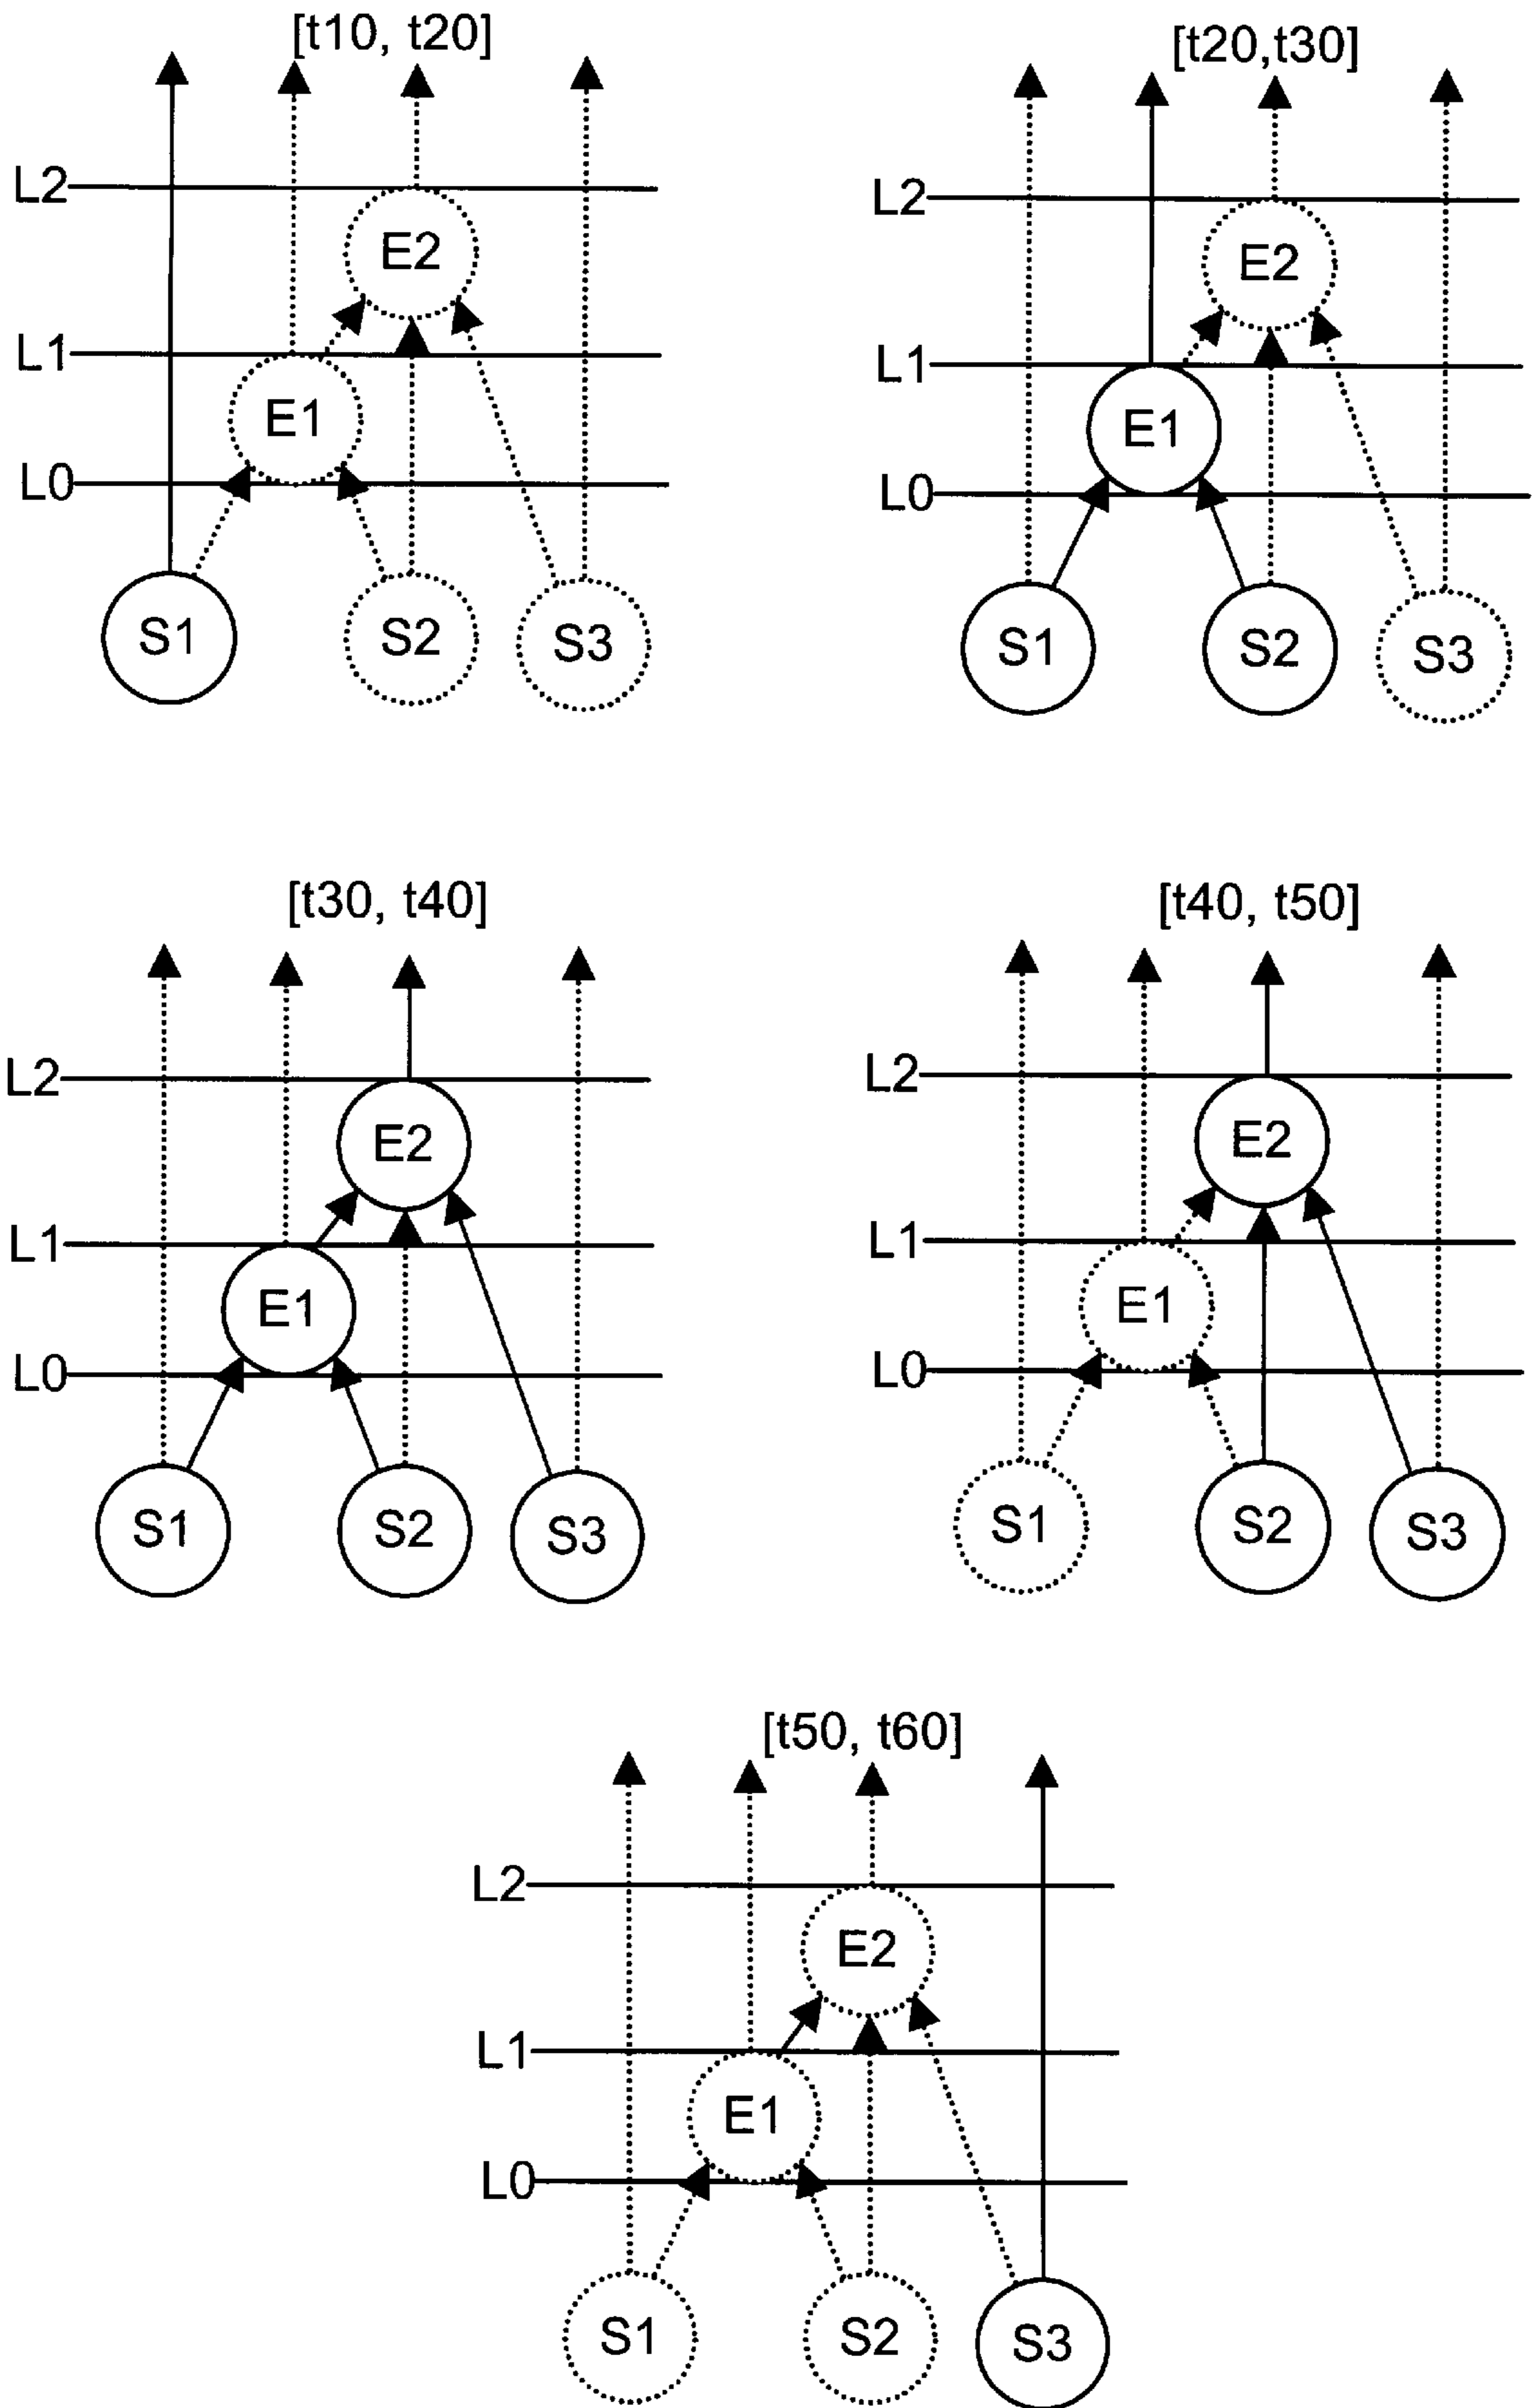 [t10, t20]
L2
E2
L1
E1
L0
S1
S2
S3
[t20,t30]
L2
E2
L1
E1
L0
S1
S2
S3
[t30, t40]
L2
E2
L1
E1
L0
S1
S2
S3
[t40, t50]
L2
E2
L1
E1
L0
S1
S2
S3
[t50, t60]
L2
E2
L1
E1
L0
S1
S2
S3